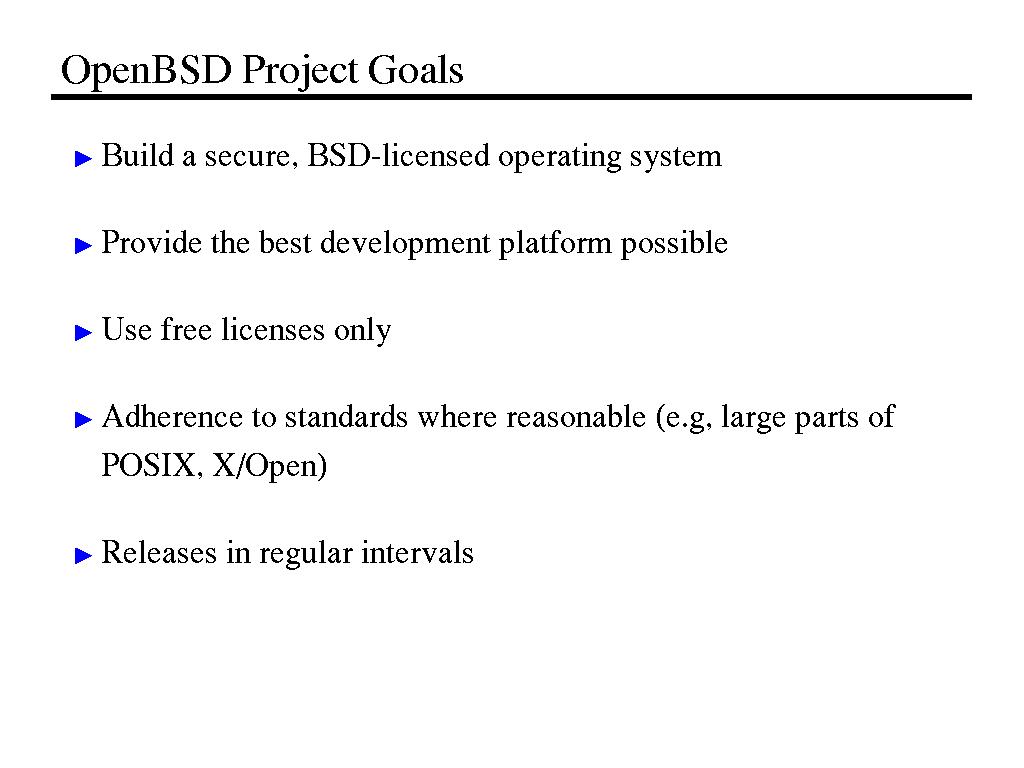 OpenBSD Project Goals
Build a secure, BSD-licensed operating system
Provide the best development platform possible
Use free licenses only
Adherence to standards where reasonable (e.g, large parts of
POSIX, X/Open)
Releases in regular intervals